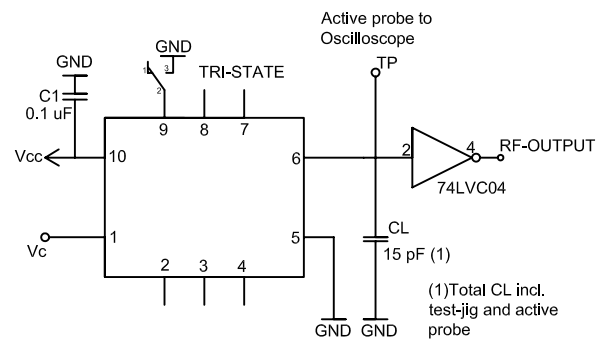 Active probe to
Oscilloscope
TP
GND
GND
TRI-STATE
C1
0.1 uF
1
3
2
9
8
7
Vcc
10
6
2
4
RF-OUTPUT
74LVC04
Vc
1
5
CL
15 pF (1)
2
3
4
(1)Total CL incl.
test-jig and active
probe
GND
GND